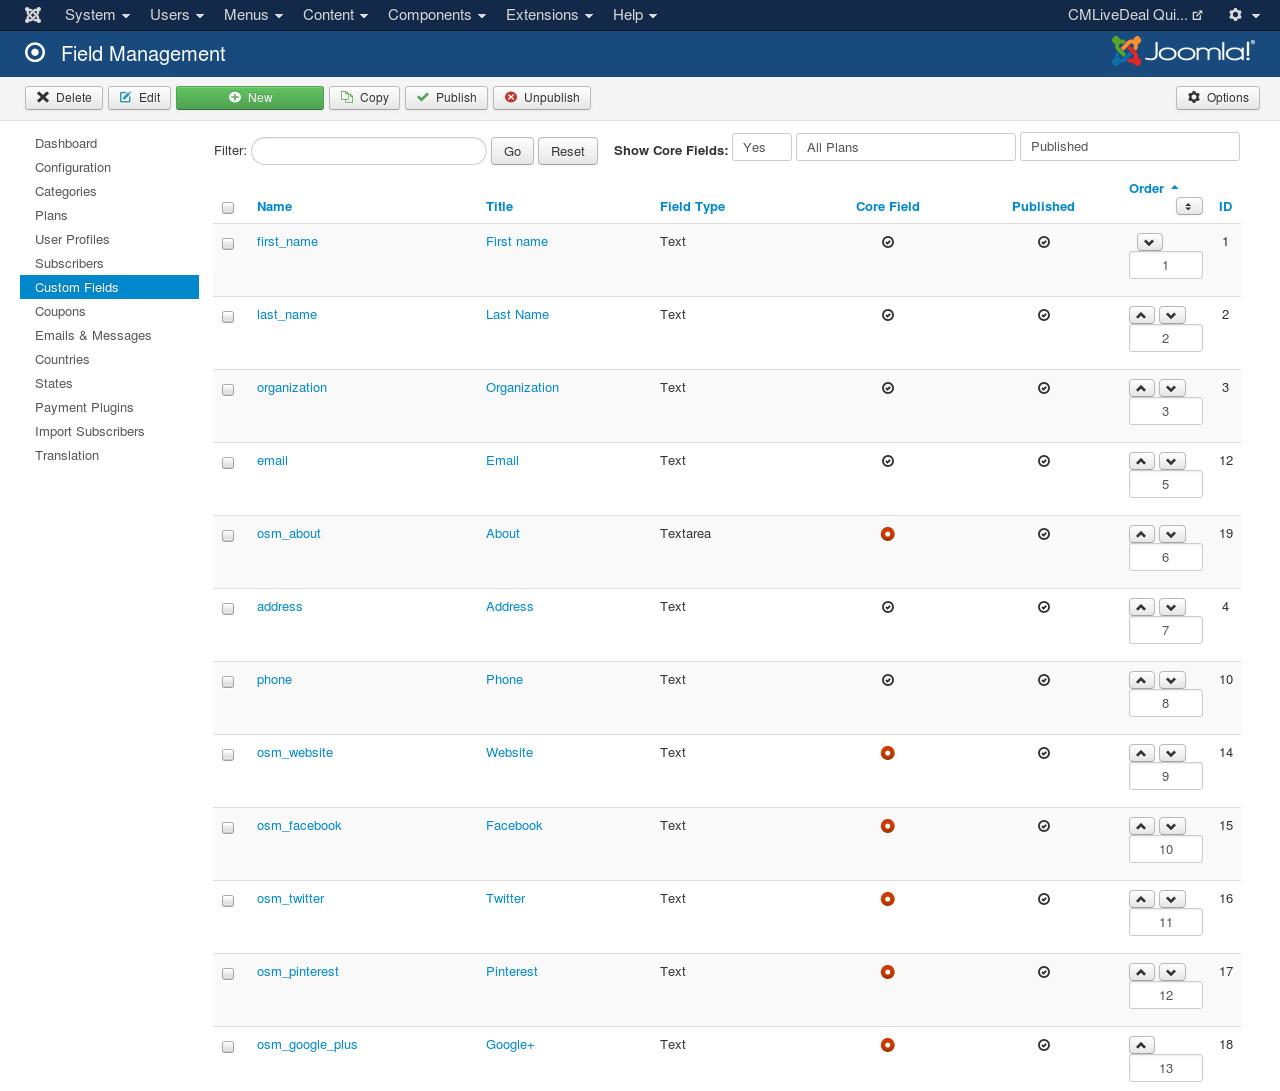 System Users Menus Content Components Extensions Help CMLiveDeal Qui...
Field Management Joomla!®
Delete Edit New Copy Publish Unpublish Options
Dashboard
Configuration
Categories
Plans
User Profiles
Subscribers
Custom Fields
Coupons
Emails & Messages
Countries
States
Payment Plugins
Import Subscribers
Translation
Filter: Go Reset Show Core Fields: Yes All Plans Published
Name Title Field Type Core Field Published Order ID
first_name First name Text 1
1
last_name Last Name Text 2
2
organization Organization Text 3
3
email Email Text 12
5
osm_about About Textarea 19
6
address Address Text 4
7
phone Phone Text 10
8
osm_website Website Text 14
9
osm_facebook Facebook Text 15
10
osm_twitter Twitter Text 16
11
osm_pinterest Pinterest Text 17
12
osm_google_plus Google+ Text 18
13